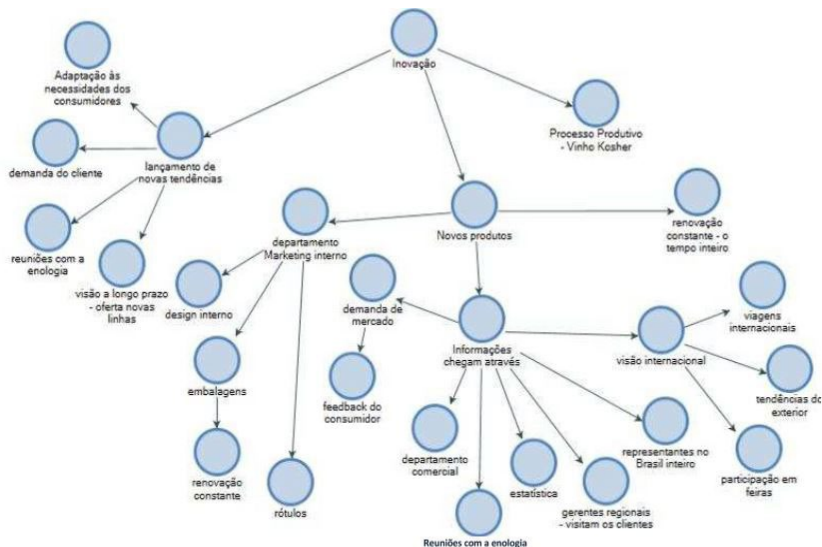 Inovação
Adaptação às
necessidades dos
consumidores
Processo Produtivo
- Vinho Kosher
demanda do cliente
lançamento de
novas tendências
reuniões com a
enologia
visão a longo prazo
- oferta novas
linhas
departamento
Marketing interno
Novos produtos
renovação
constante - o
tempo inteiro
design interno
demanda de
mercado
Informações
chegam através
visão internacional
viagens
internacionais
embalagens
feedback do
consumidor
tendências do
exterior
renovação
constante
rótulos
departamento
comercial
estatística
representantes no
Brasil inteiro
participação em
feiras
gerentes regionais
- visitam os clientes
Reuniões com a enologia